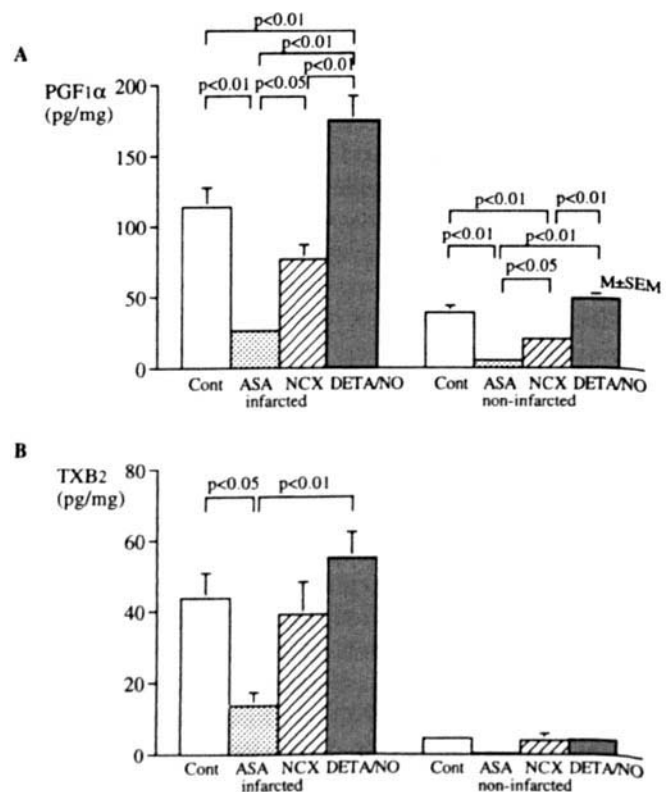 p<0.01
p<0.01
A
p<0.01
PGF1α
(pg/mg)
p<0.01 p<0.05
200
150
100
50
0
p<0.01 p<0.01
p<0.01 p<0.01
p<0.05
M±SEM
Cont ASA NCX DETA/NO
infarcted
Cont ASA NCX DETA/NO
non-infarcted
B
TXB2
(pg/mg)
80
60
40
20
0
p<0.05 p<0.01
Cont ASA NCX DETA/NO
infarcted
Cont ASA NCX DETA/NO
non-infarcted